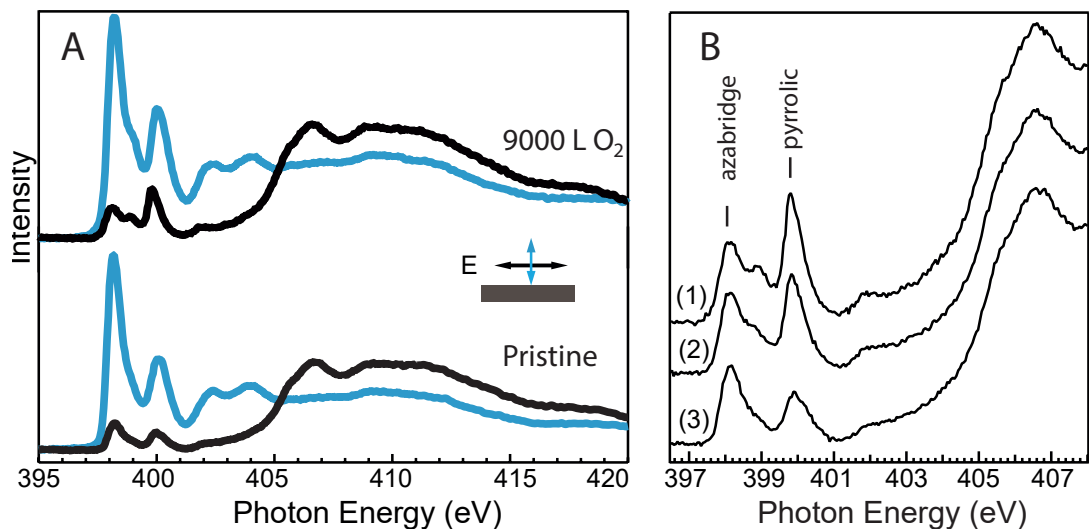 A
9000 L O₂
E
Pristine
Intensity
395 400 405 410 415 420
Photon Energy (eV)
B
azabridge
pyrrolic
(1)
(2)
(3)
397 399 401 403 405 407
Photon Energy (eV)